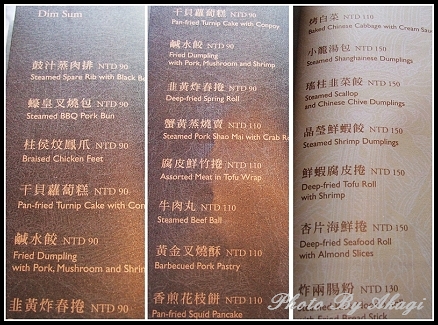 Dim Sum
豉汁蒸肉排 NTD 90
Steamed Spare Rib with Black B
蠔皇叉燒包 NTD 90
Steamed BBQ Pork Bun
柱侯炆鳳爪 NTD 90
Braised Chicken Feet
干貝蘿蔔糕 NTD 90
Pan-fried Turnip Cake with Con
鹹水餃 NTD 90
Fried Dumpling
with Pork, Mushroom and Shrim
韭黃炸春捲 NTD 90
干貝蘿蔔糕 NTD 90
Pan-fried Turnip Cake with Conpoy
鹹水餃 NTD 90
Fried Dumpling
with Pork, Mushroom and Shrimp
韭黃炸春捲 NTD 90
Deep-fried Spring Roll
蟹黃蒸燒賣 NTD 110
Steamed Pork Shao Mai with Crab R
腐皮鮮竹捲 NTD 110
Assorted Meat in Tofu Wrap
牛肉丸 NTD 110
Steamed Beef Ball
黃金叉燒酥 NTD 110
Barbecued Pork Pastry
香煎花枝餅 NTD 110
Pan-fried Squid Pancake
烤白菜 NTD 110
Baked Chinese Cabbage with Cream Sauc
小籠湯包 NTD 150
Steamed Shanghainese Dumplings
瑤柱韭菜餃 NTD 150
Steamed Scallop
and Chinese Chive Dumplings
晶瑩鮮蝦餃 NTD 150
Steamed Shrimp Dumplings
鮮蝦腐皮捲 NTD 150
Deep-fried Tofu Roll
with Shrimp
杏片海鮮捲 NTD 150
Deep-fried Seafood Roll
with Almond Slices
炸兩腸粉 NTD 130
Bread Stick
Photo By Akagi